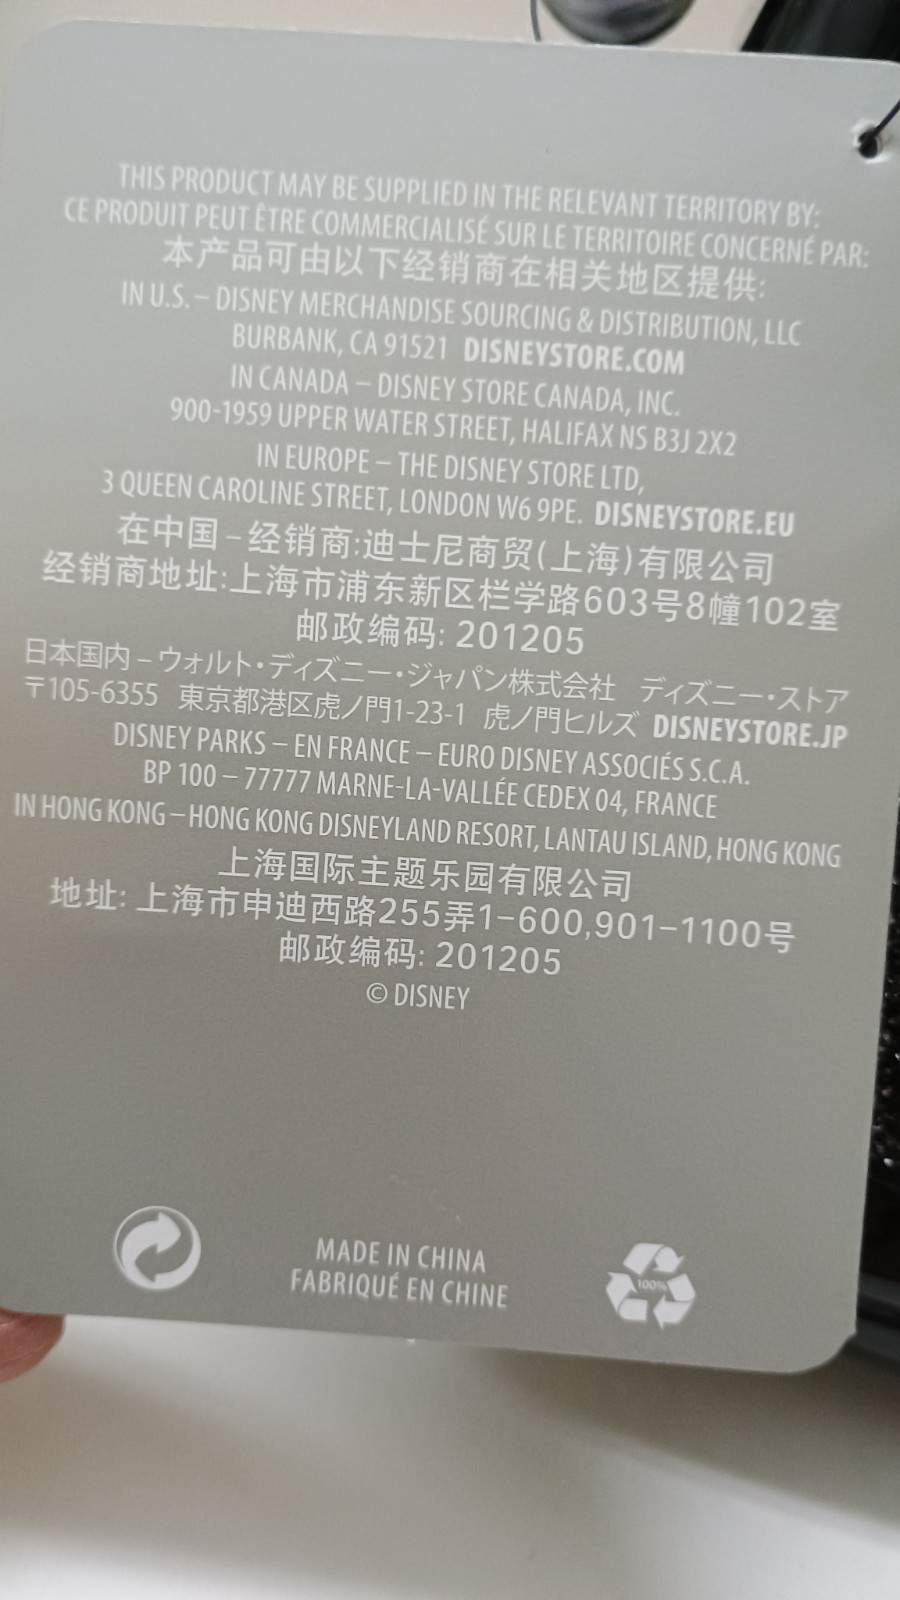 THIS PRODUCT MAY BE SUPPLIED IN THE RELEVANT TERRITORY BY:
CE PRODUIT PEUT ÊTRE COMMERCIALISÉ SUR LE TERRITOIRE CONCERNÉ PAR:
本产品可由以下经销商在相关地区提供:
IN U.S. – DISNEY MERCHANDISE SOURCING & DISTRIBUTION, LLC
BURBANK, CA 91521 DISNEYSTORE.COM
IN CANADA – DISNEY STORE CANADA, INC.
900-1959 UPPER WATER STREET, HALIFAX NS B3J 2X2
IN EUROPE – THE DISNEY STORE LTD,
3 QUEEN CAROLINE STREET, LONDON W6 9PE. DISNEYSTORE.EU
在中国 – 经销商:迪士尼商贸(上海)有限公司
经销商地址:上海市浦东新区栏学路603号8幢102室
邮政编码: 201205
日本国内 – ウォルト・ディズニー・ジャパン株式会社 ディズニー・ストア
〒105-6355 東京都港区虎ノ門1-23-1 虎ノ門ヒルズ DISNEYSTORE.JP
DISNEY PARKS – EN FRANCE – EURO DISNEY ASSOCIÉS S.C.A.
BP 100 – 77777 MARNE-LA-VALLÉE CEDEX 04, FRANCE
IN HONG KONG – HONG KONG DISNEYLAND RESORT, LANTAU ISLAND, HONG KONG
上海国际主题乐园有限公司
地址: 上海市申迪西路255弄1-600,901-1100号
邮政编码: 201205
© DISNEY
MADE IN CHINA
FABRIQUÉ EN CHINE
100%